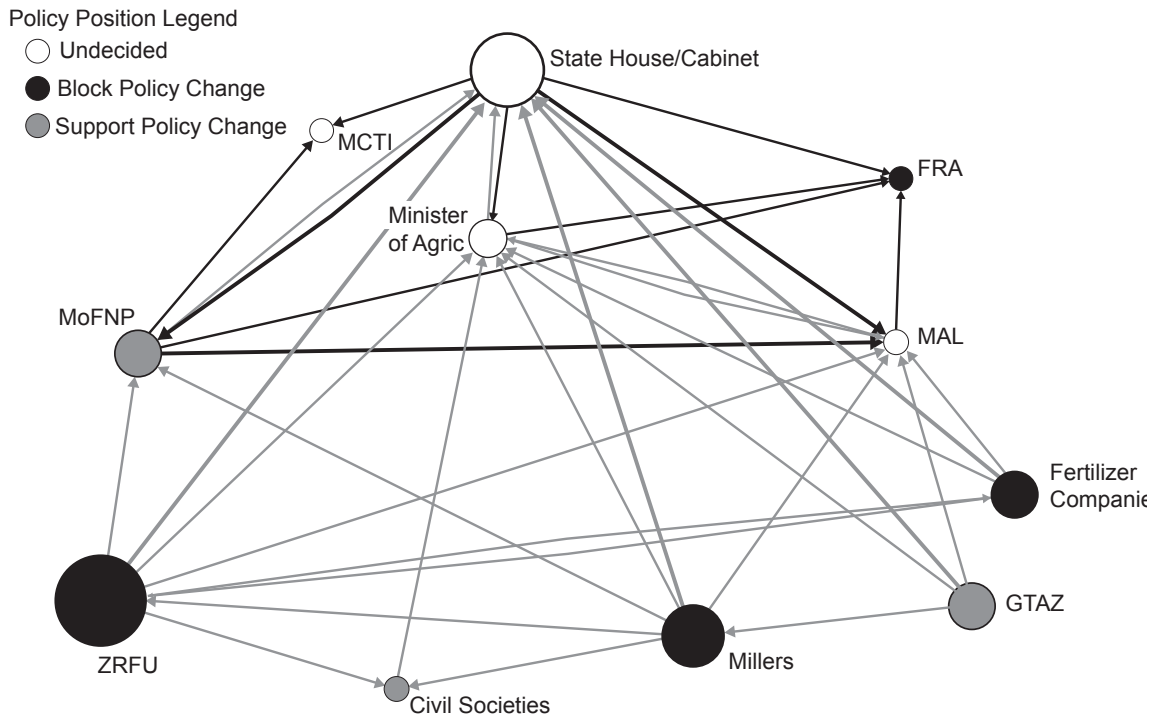 Policy Position Legend
Undecided
Block Policy Change
Support Policy Change
State House/Cabinet
MCTI
FRA
Minister
of Agric
MoFNP
MAL
Fertilizer
Companie
GTAZ
ZRFU
Millers
Civil Societies